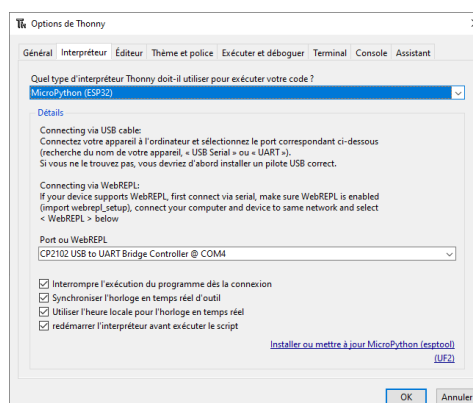 Options de Thonny
Général Interpréteur Éditeur Thème et police Exécuter et déboguer Terminal Console Assistant
Quel type d'interpréteur Thonny doit-il utiliser pour exécuter votre code ?
MicroPython (ESP32)
Détails
Connecting via USB cable:
Connectez votre appareil à l'ordinateur et sélectionnez le port correspondant ci-dessous
(recherche du nom de votre appareil, « USB Serial » ou « UART »).
Si vous ne le trouvez pas, vous devriez d'abord installer un pilote USB correct.
Connecting via WebREPL:
If your device supports WebREPL, first connect via serial, make sure WebREPL is enabled
(import webrepl_setup), connect your computer and device to same network and select
< WebREPL > below
Port ou WebREPL
CP2102 USB to UART Bridge Controller @ COM4
Interrompre l'exécution du programme dès la connexion
Synchroniser l'horloge en temps réel d'outil
Utiliser l'heure locale pour l'horloge en temps réel
redémarrer l'interpréteur avant exécuter le script
Installer ou mettre à jour MicroPython (esptool)
(UF2)
OK Annuler